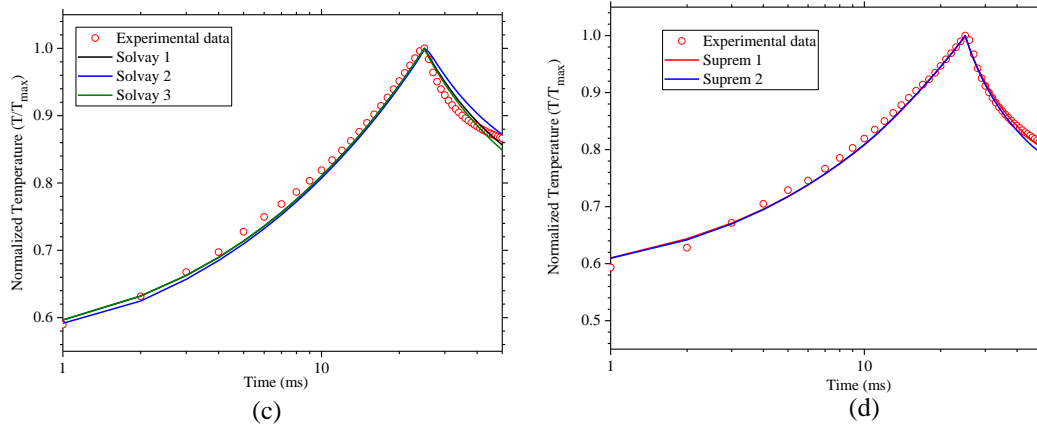 Experimental data
Solvay 1
Solvay 2
Solvay 3
1.0
0.9
0.8
0.7
0.6
Normalized Temperature (T/T_max)
1
10
Time (ms)
(c)
Experimental data
Suprem 1
Suprem 2
1.0
0.9
0.8
0.7
0.6
0.5
Normalized Temperature (T/T_max)
1
10
Time (ms)
(d)